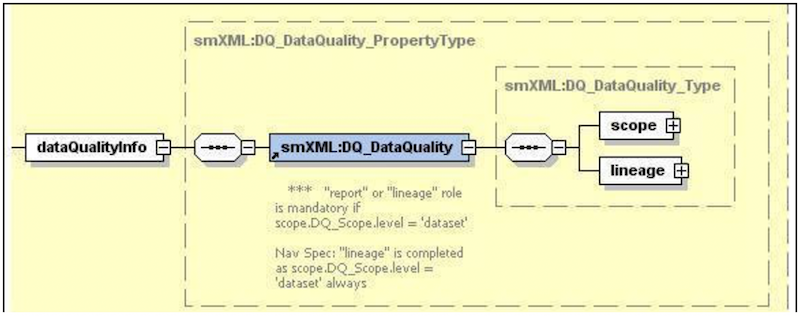 smXML:DQ_DataQuality_PropertyType
smXML:DQ_DataQuality_Type
dataQualityInfo
smXML:DQ_DataQuality
scope
lineage
*** "report" or "lineage" role
is mandatory if
scope.DQ_Scope.level = 'dataset'
Nav Spec: "lineage" is completed
as scope.DQ_Scope.level =
'dataset' always